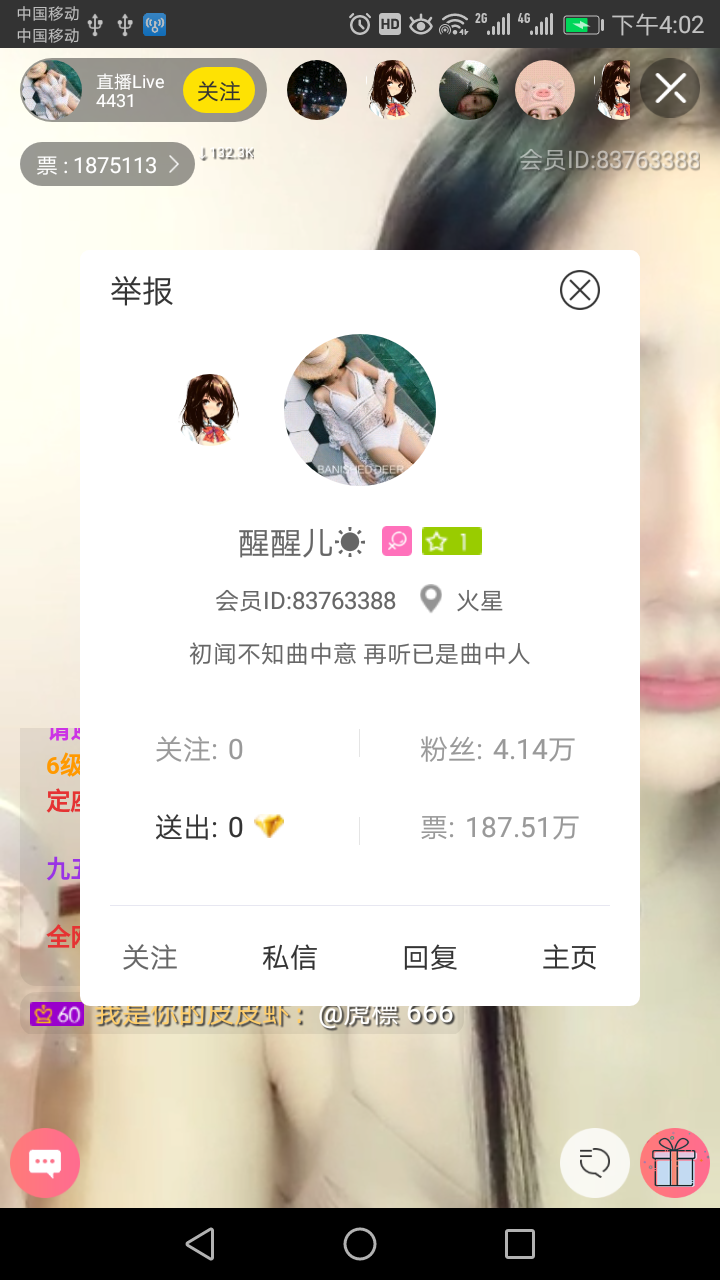 中国移动
中国移动
HD
2G
4G
下午4:02
直播Live
4431
关注
票 : 1875113
↓132.3K
会员ID:83763388
举报
BANISHED DEER
醒醒儿☀
1
会员ID:83763388 火星
初闻不知曲中意 再听已是曲中人
关注: 0
粉丝: 4.14万
送出: 0
票: 187.51万
关注 私信 回复 主页
6级
定座
九五
全网
60 我是你的皮皮虾： @虎标 666